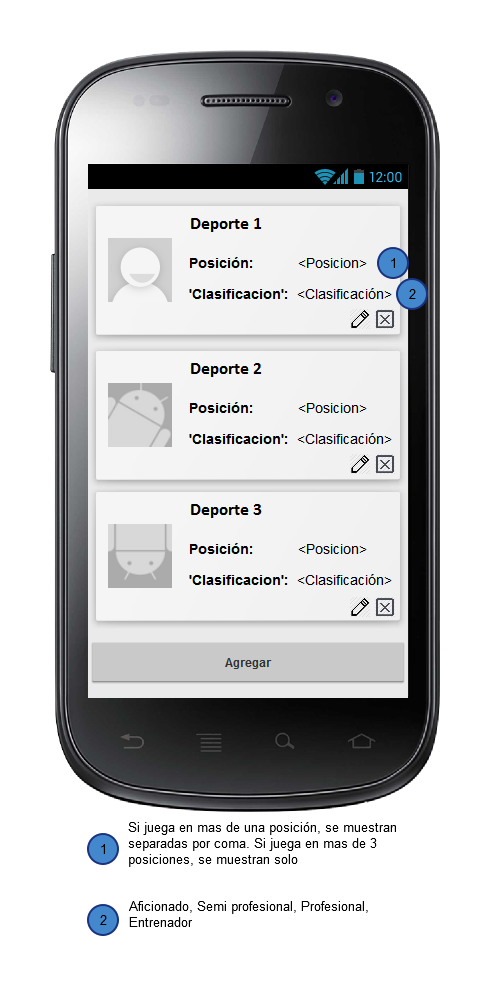 12:00
Deporte 1
Posición: <Posicion> 1
'Clasificacion': <Clasificación> 2
Deporte 2
Posición: <Posicion>
'Clasificacion': <Clasificación>
Deporte 3
Posición: <Posicion>
'Clasificacion': <Clasificación>
Agregar
1
Si juega en mas de una posición, se muestran
separadas por coma. Si juega en mas de 3
posiciones, se muestran solo
2
Aficionado, Semi profesional, Profesional,
Entrenador